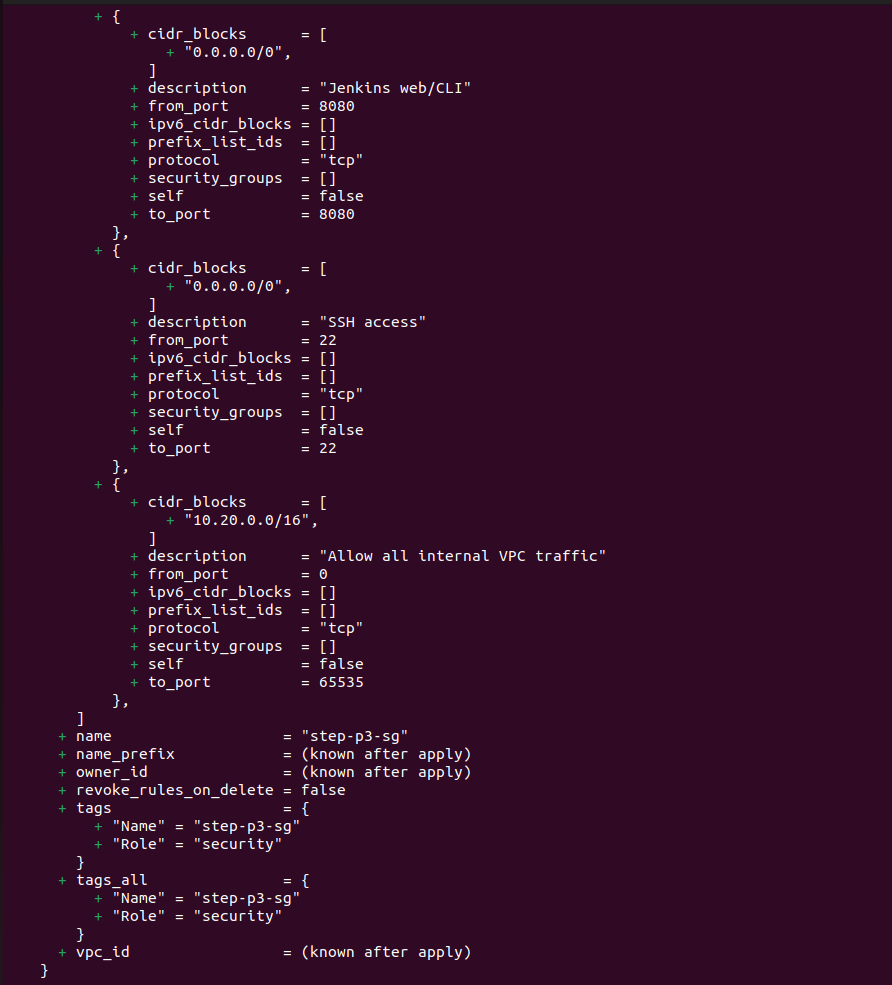 + {
              + cidr_blocks      = [
                  + "0.0.0.0/0",
                ]
              + description      = "Jenkins web/CLI"
              + from_port        = 8080
              + ipv6_cidr_blocks = []
              + prefix_list_ids  = []
              + protocol         = "tcp"
              + security_groups  = []
              + self             = false
              + to_port          = 8080
            },
          + {
              + cidr_blocks      = [
                  + "0.0.0.0/0",
                ]
              + description      = "SSH access"
              + from_port        = 22
              + ipv6_cidr_blocks = []
              + prefix_list_ids  = []
              + protocol         = "tcp"
              + security_groups  = []
              + self             = false
              + to_port          = 22
            },
          + {
              + cidr_blocks      = [
                  + "10.20.0.0/16",
                ]
              + description      = "Allow all internal VPC traffic"
              + from_port        = 0
              + ipv6_cidr_blocks = []
              + prefix_list_ids  = []
              + protocol         = "tcp"
              + security_groups  = []
              + self             = false
              + to_port          = 65535
            },
        ]
      + name                   = "step-p3-sg"
      + name_prefix            = (known after apply)
      + owner_id               = (known after apply)
      + revoke_rules_on_delete = false
      + tags                   = {
          + "Name" = "step-p3-sg"
          + "Role" = "security"
        }
      + tags_all               = {
          + "Name" = "step-p3-sg"
          + "Role" = "security"
        }
      + vpc_id                 = (known after apply)
    }